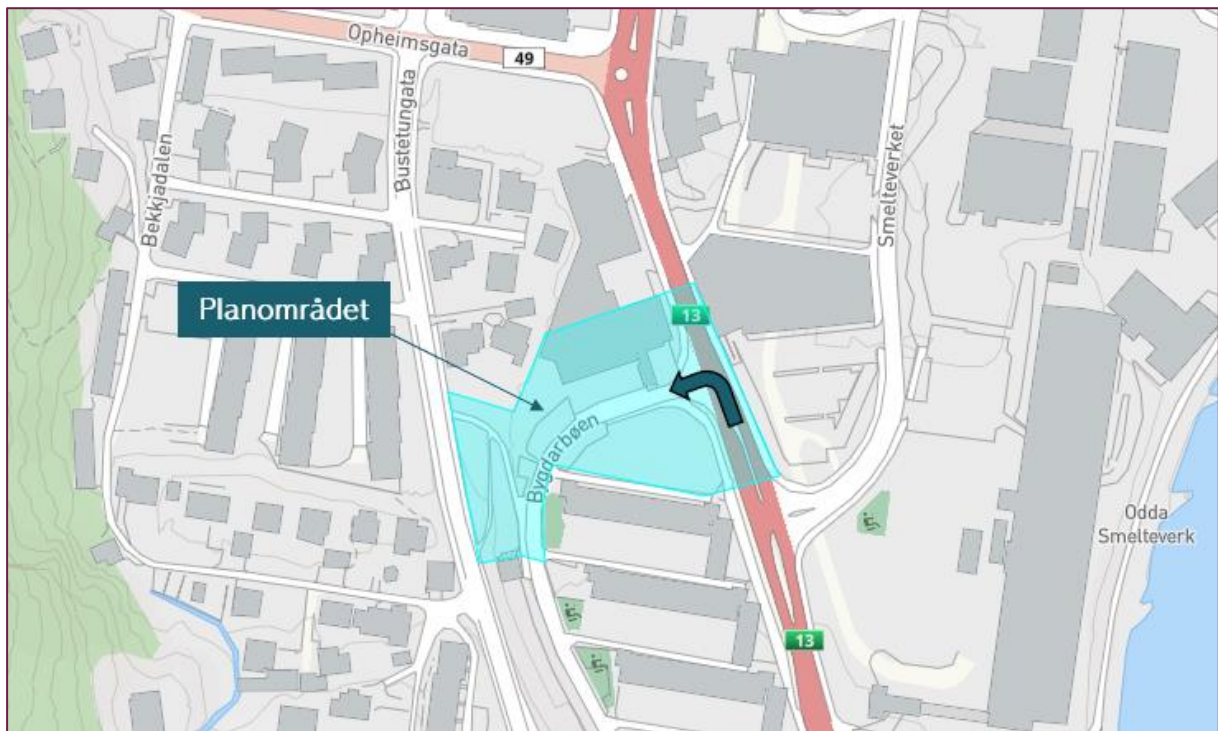 Opheimsgata
49
Bustetungata
Bekkjadalen
Smelteverket
Planområdet
13
Bygdarbøen
Odda
Smelteverk
13